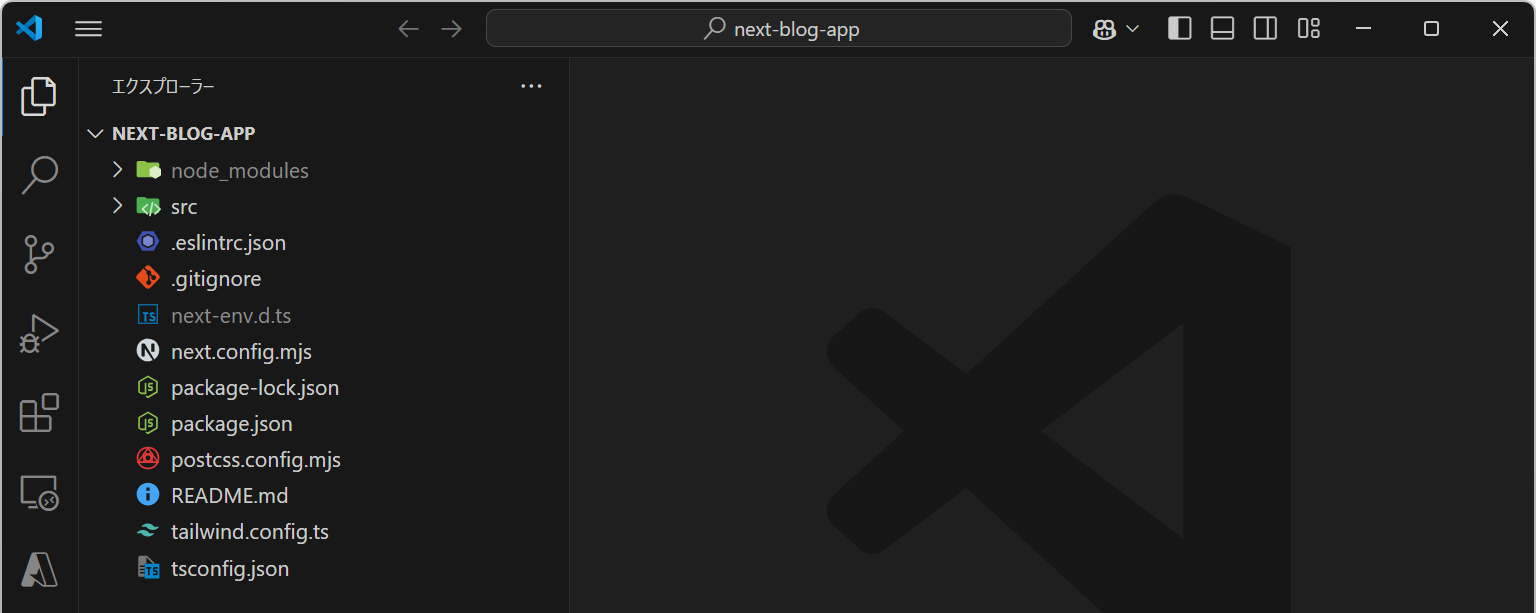 next-blog-app
エクスプローラー
NEXT-BLOG-APP
node_modules
src
.eslintrc.json
.gitignore
next-env.d.ts
next.config.mjs
package-lock.json
package.json
postcss.config.mjs
README.md
tailwind.config.ts
tsconfig.json